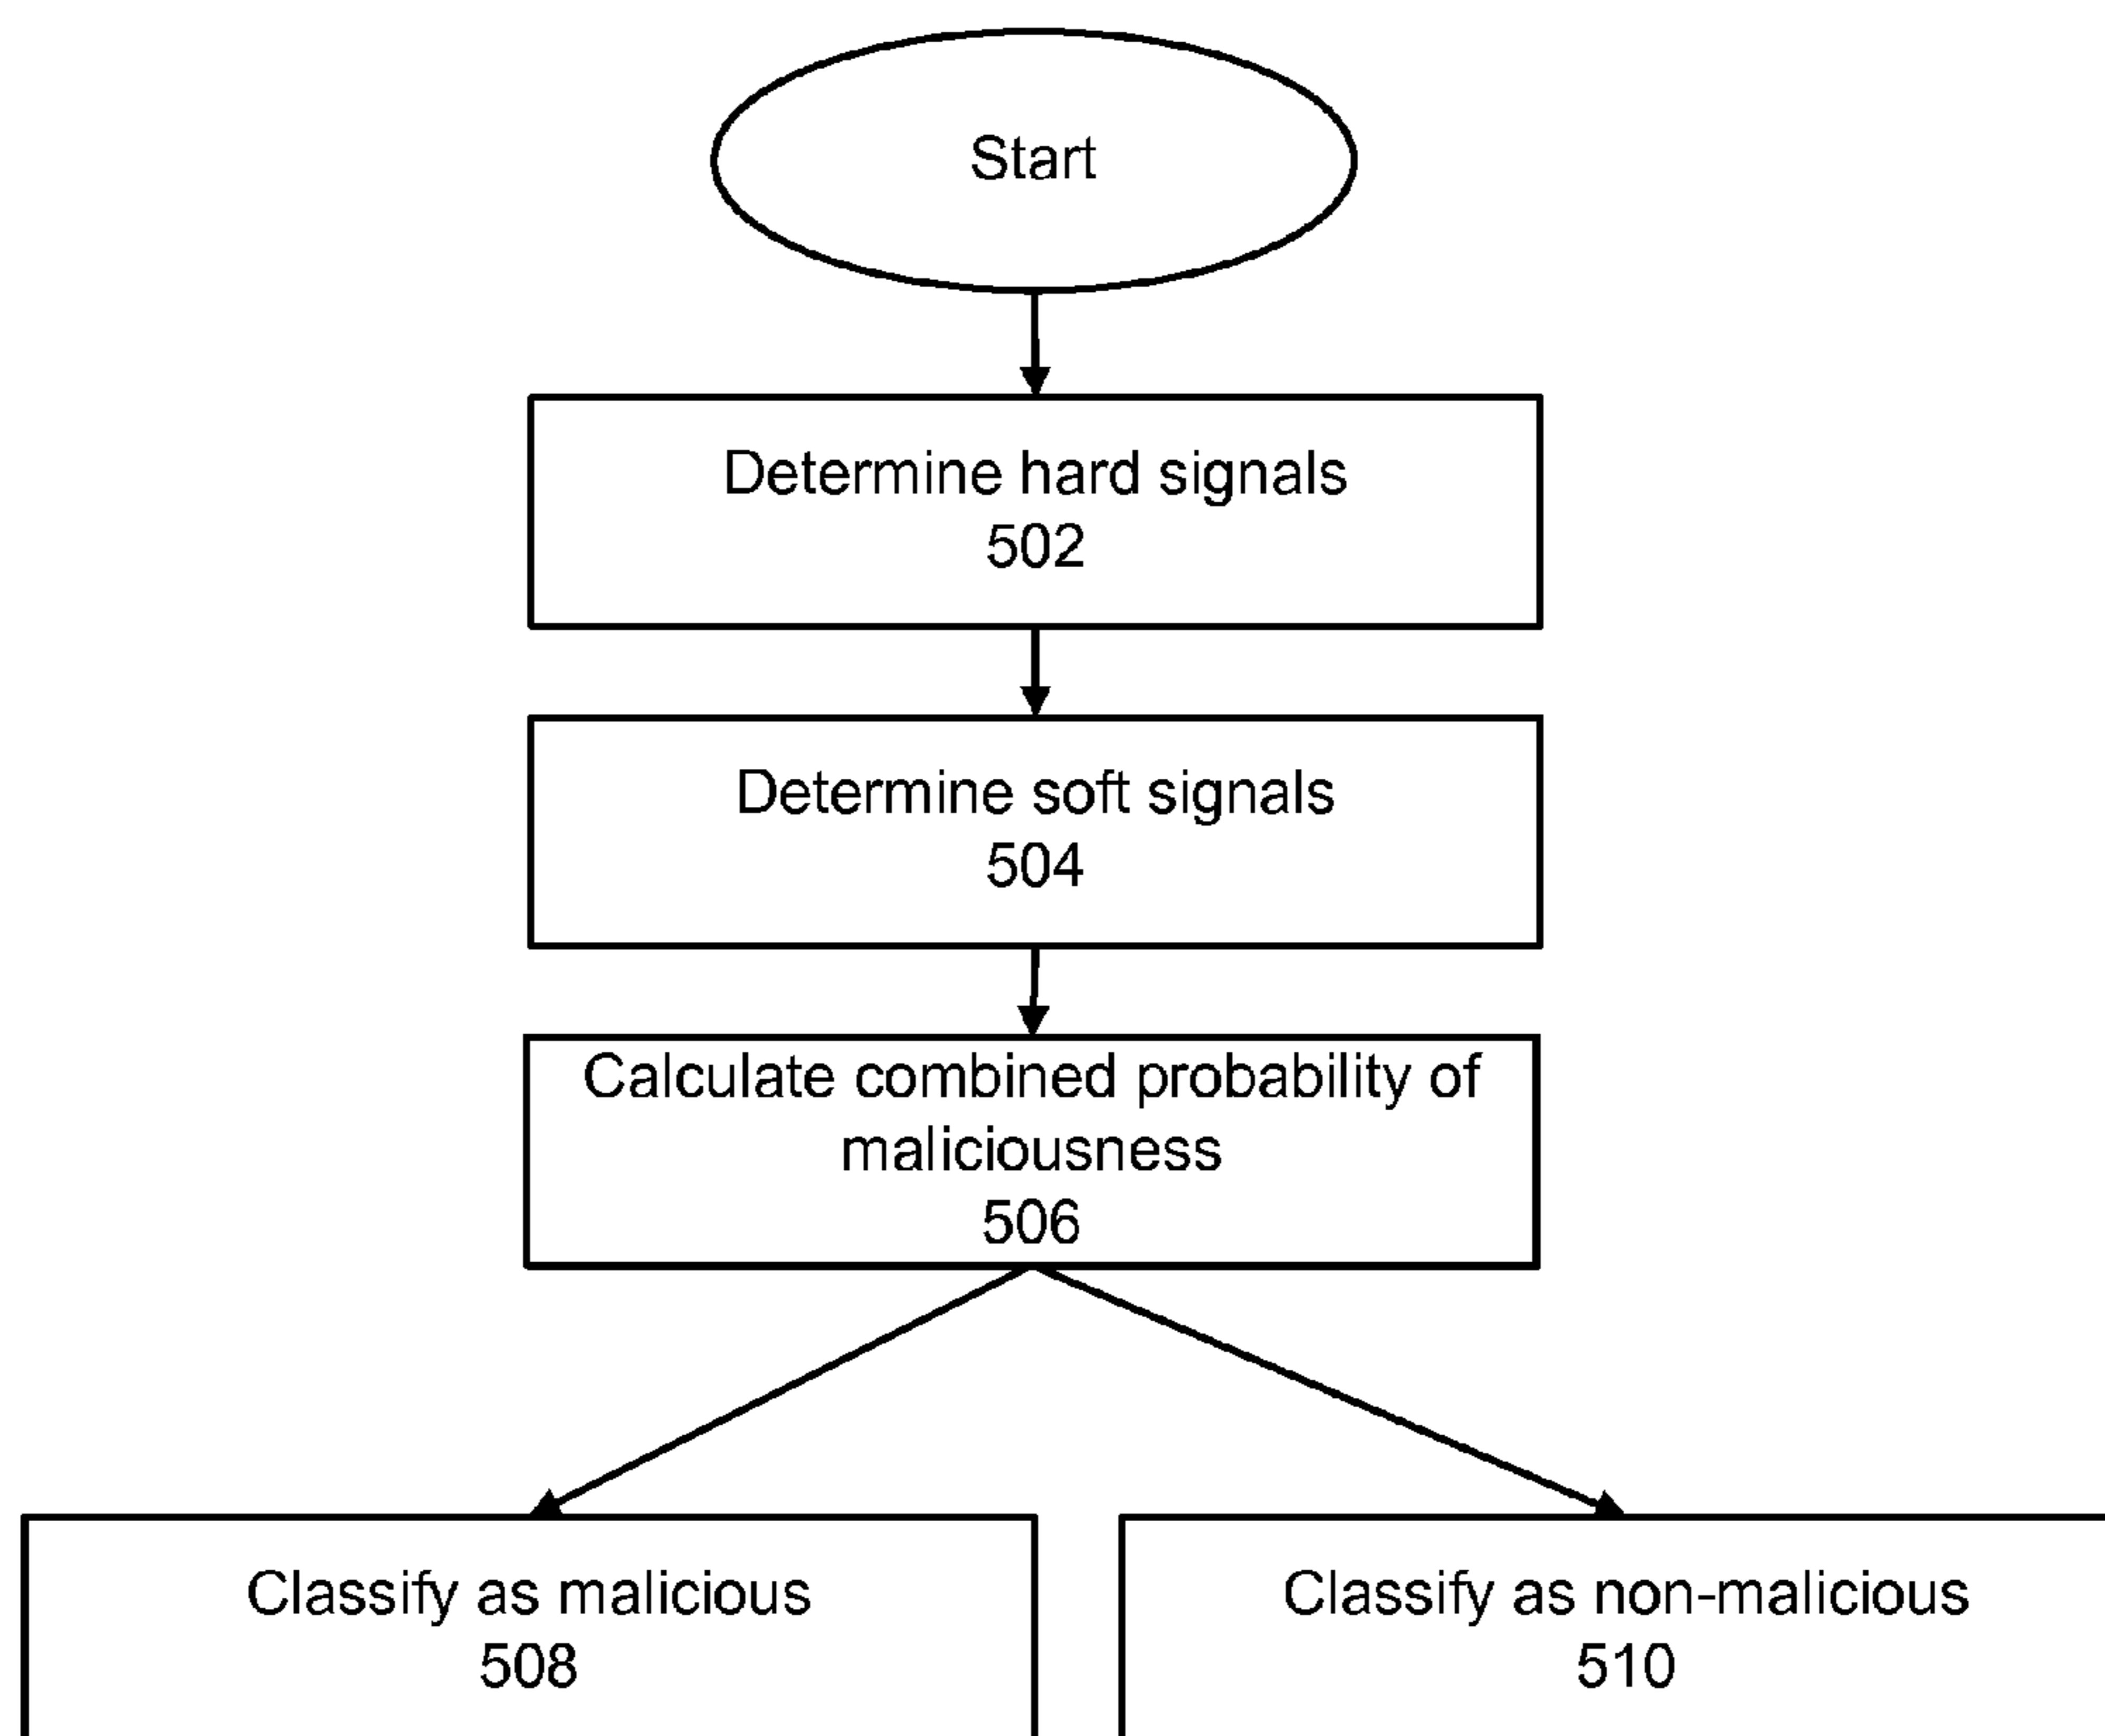 Start
Determine hard signals
502
Determine soft signals
504
Calculate combined probability of
maliciousness
506
Classify as malicious
508
Classify as non-malicious
510